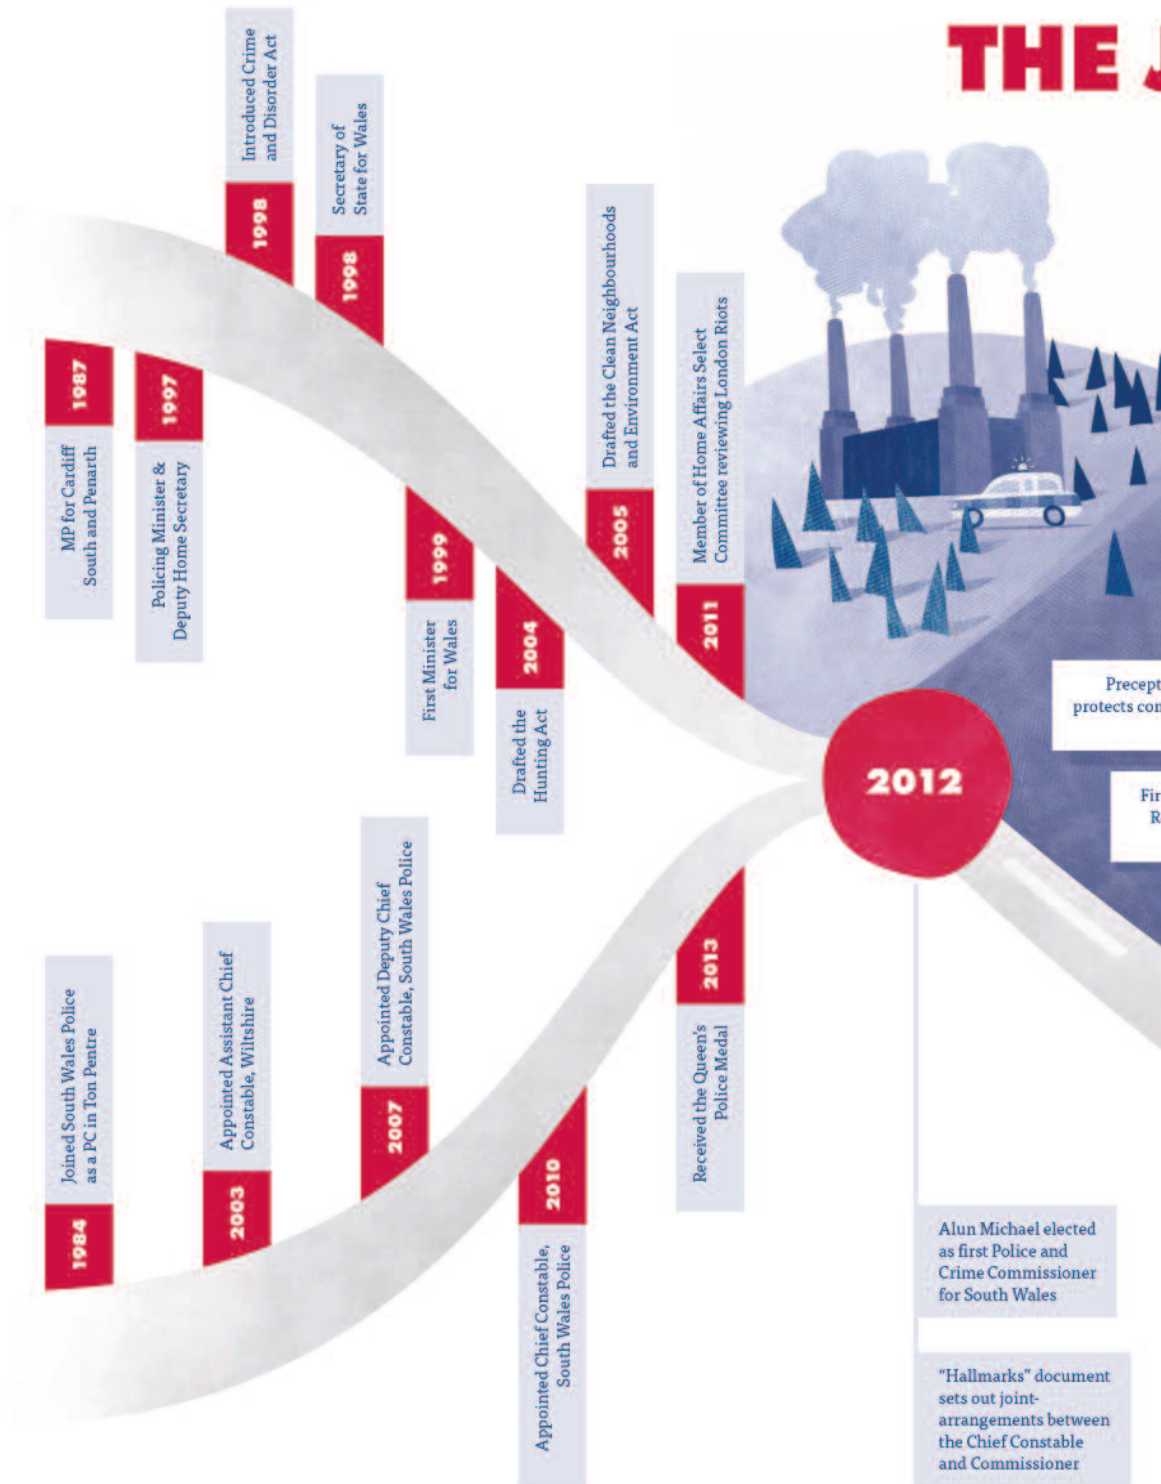 THE
1998
Introduced Crime
and Disorder Act
1998
Secretary of
State for Wales
1987
MP for Cardiff
South and Penarth
1997
Policing Minister &
Deputy Home Secretary
1999
First Minister
for Wales
2004
Drafted the
Hunting Act
2005
Drafted the Clean Neighbourhoods
and Environment Act
2011
Member of Home Affairs Select
Committee reviewing London Riots
Precept
protects con
Fir
R
2012
1984
Joined South Wales Police
as a PC in Ton Pentre
2003
Appointed Assistant Chief
Constable, Wiltshire
2007
Appointed Deputy Chief
Constable, South Wales Police
2010
Appointed Chief Constable,
South Wales Police
2013
Received the Queen's
Police Medal
Alun Michael elected
as first Police and
Crime Commissioner
for South Wales
"Hallmarks" document
sets out joint-
arrangements between
the Chief Constable
and Commissioner